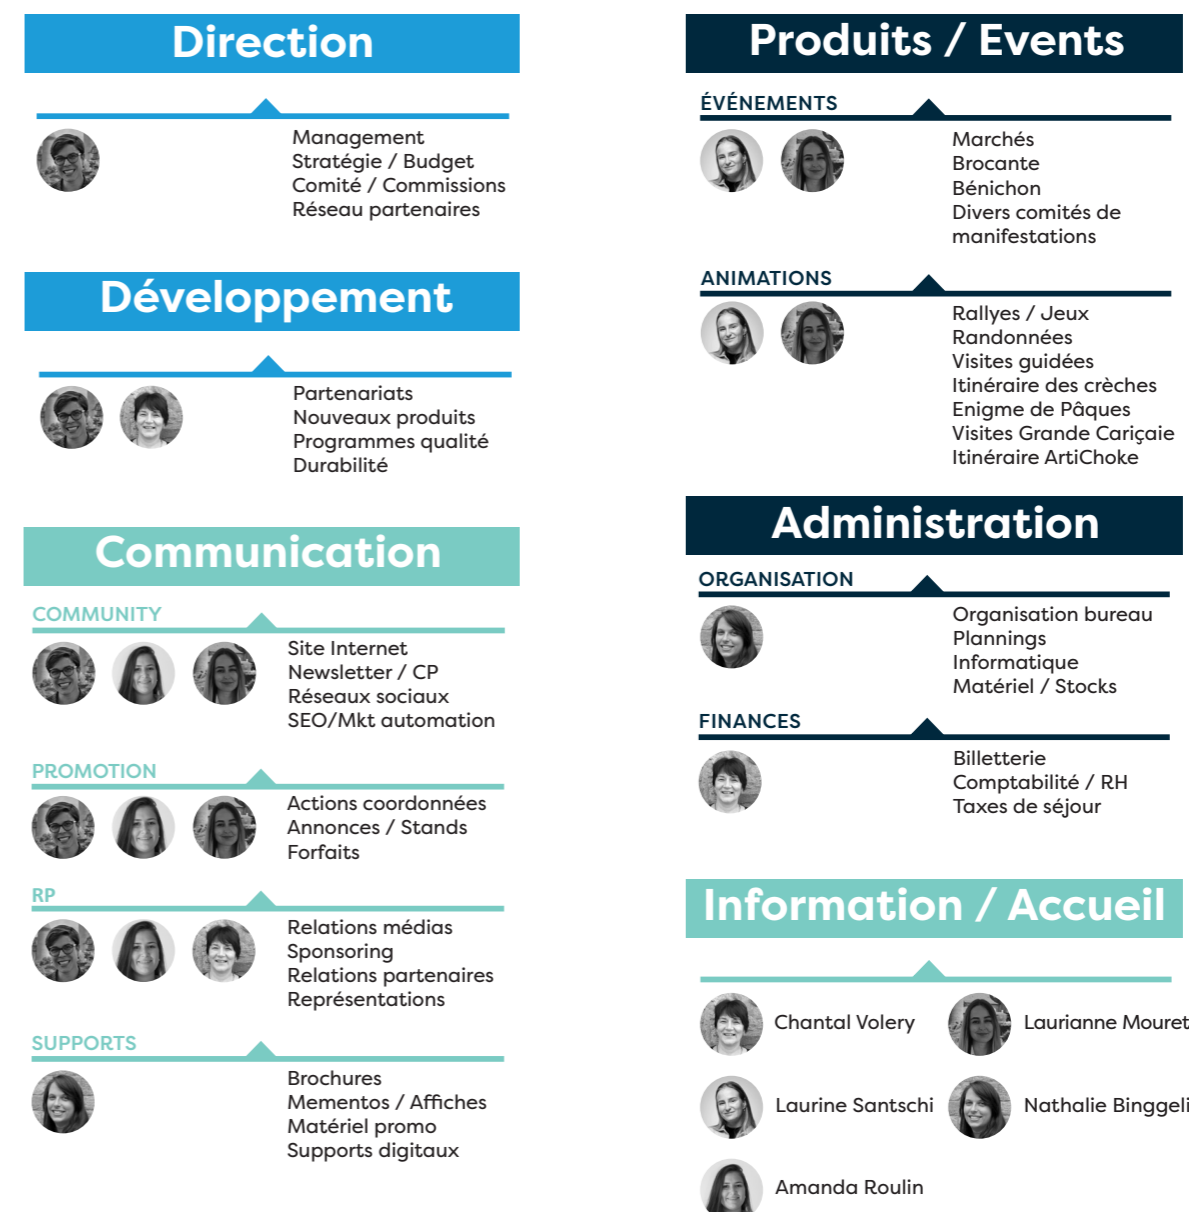 Direction
Management
Stratégie / Budget
Comité / Commissions
Réseau partenaires
Développement
Partenariats
Nouveaux produits
Programmes qualité
Durabilité
Communication
COMMUNITY
Site Internet
Newsletter / CP
Réseaux sociaux
SEO/Mkt automation
PROMOTION
Actions coordonnées
Annonces / Stands
Forfaits
RP
Relations médias
Sponsoring
Relations partenaires
Représentations
SUPPORTS
Brochures
Mementos / Affiches
Matériel promo
Supports digitaux
Produits / Events
ÉVÉNEMENTS
Marchés
Brocante
Bénichon
Divers comités de
manifestations
ANIMATIONS
Rallyes / Jeux
Randonnées
Visites guidées
Itinéraire des crèches
Enigme de Pâques
Visites Grande Cariçaie
Itinéraire ArtiChoke
Administration
ORGANISATION
Organisation bureau
Plannings
Informatique
Matériel / Stocks
FINANCES
Billetterie
Comptabilité / RH
Taxes de séjour
Information / Accueil
Chantal Volery
Laurianne Mouret
Laurine Santschi
Nathalie Binggeli
Amanda Roulin